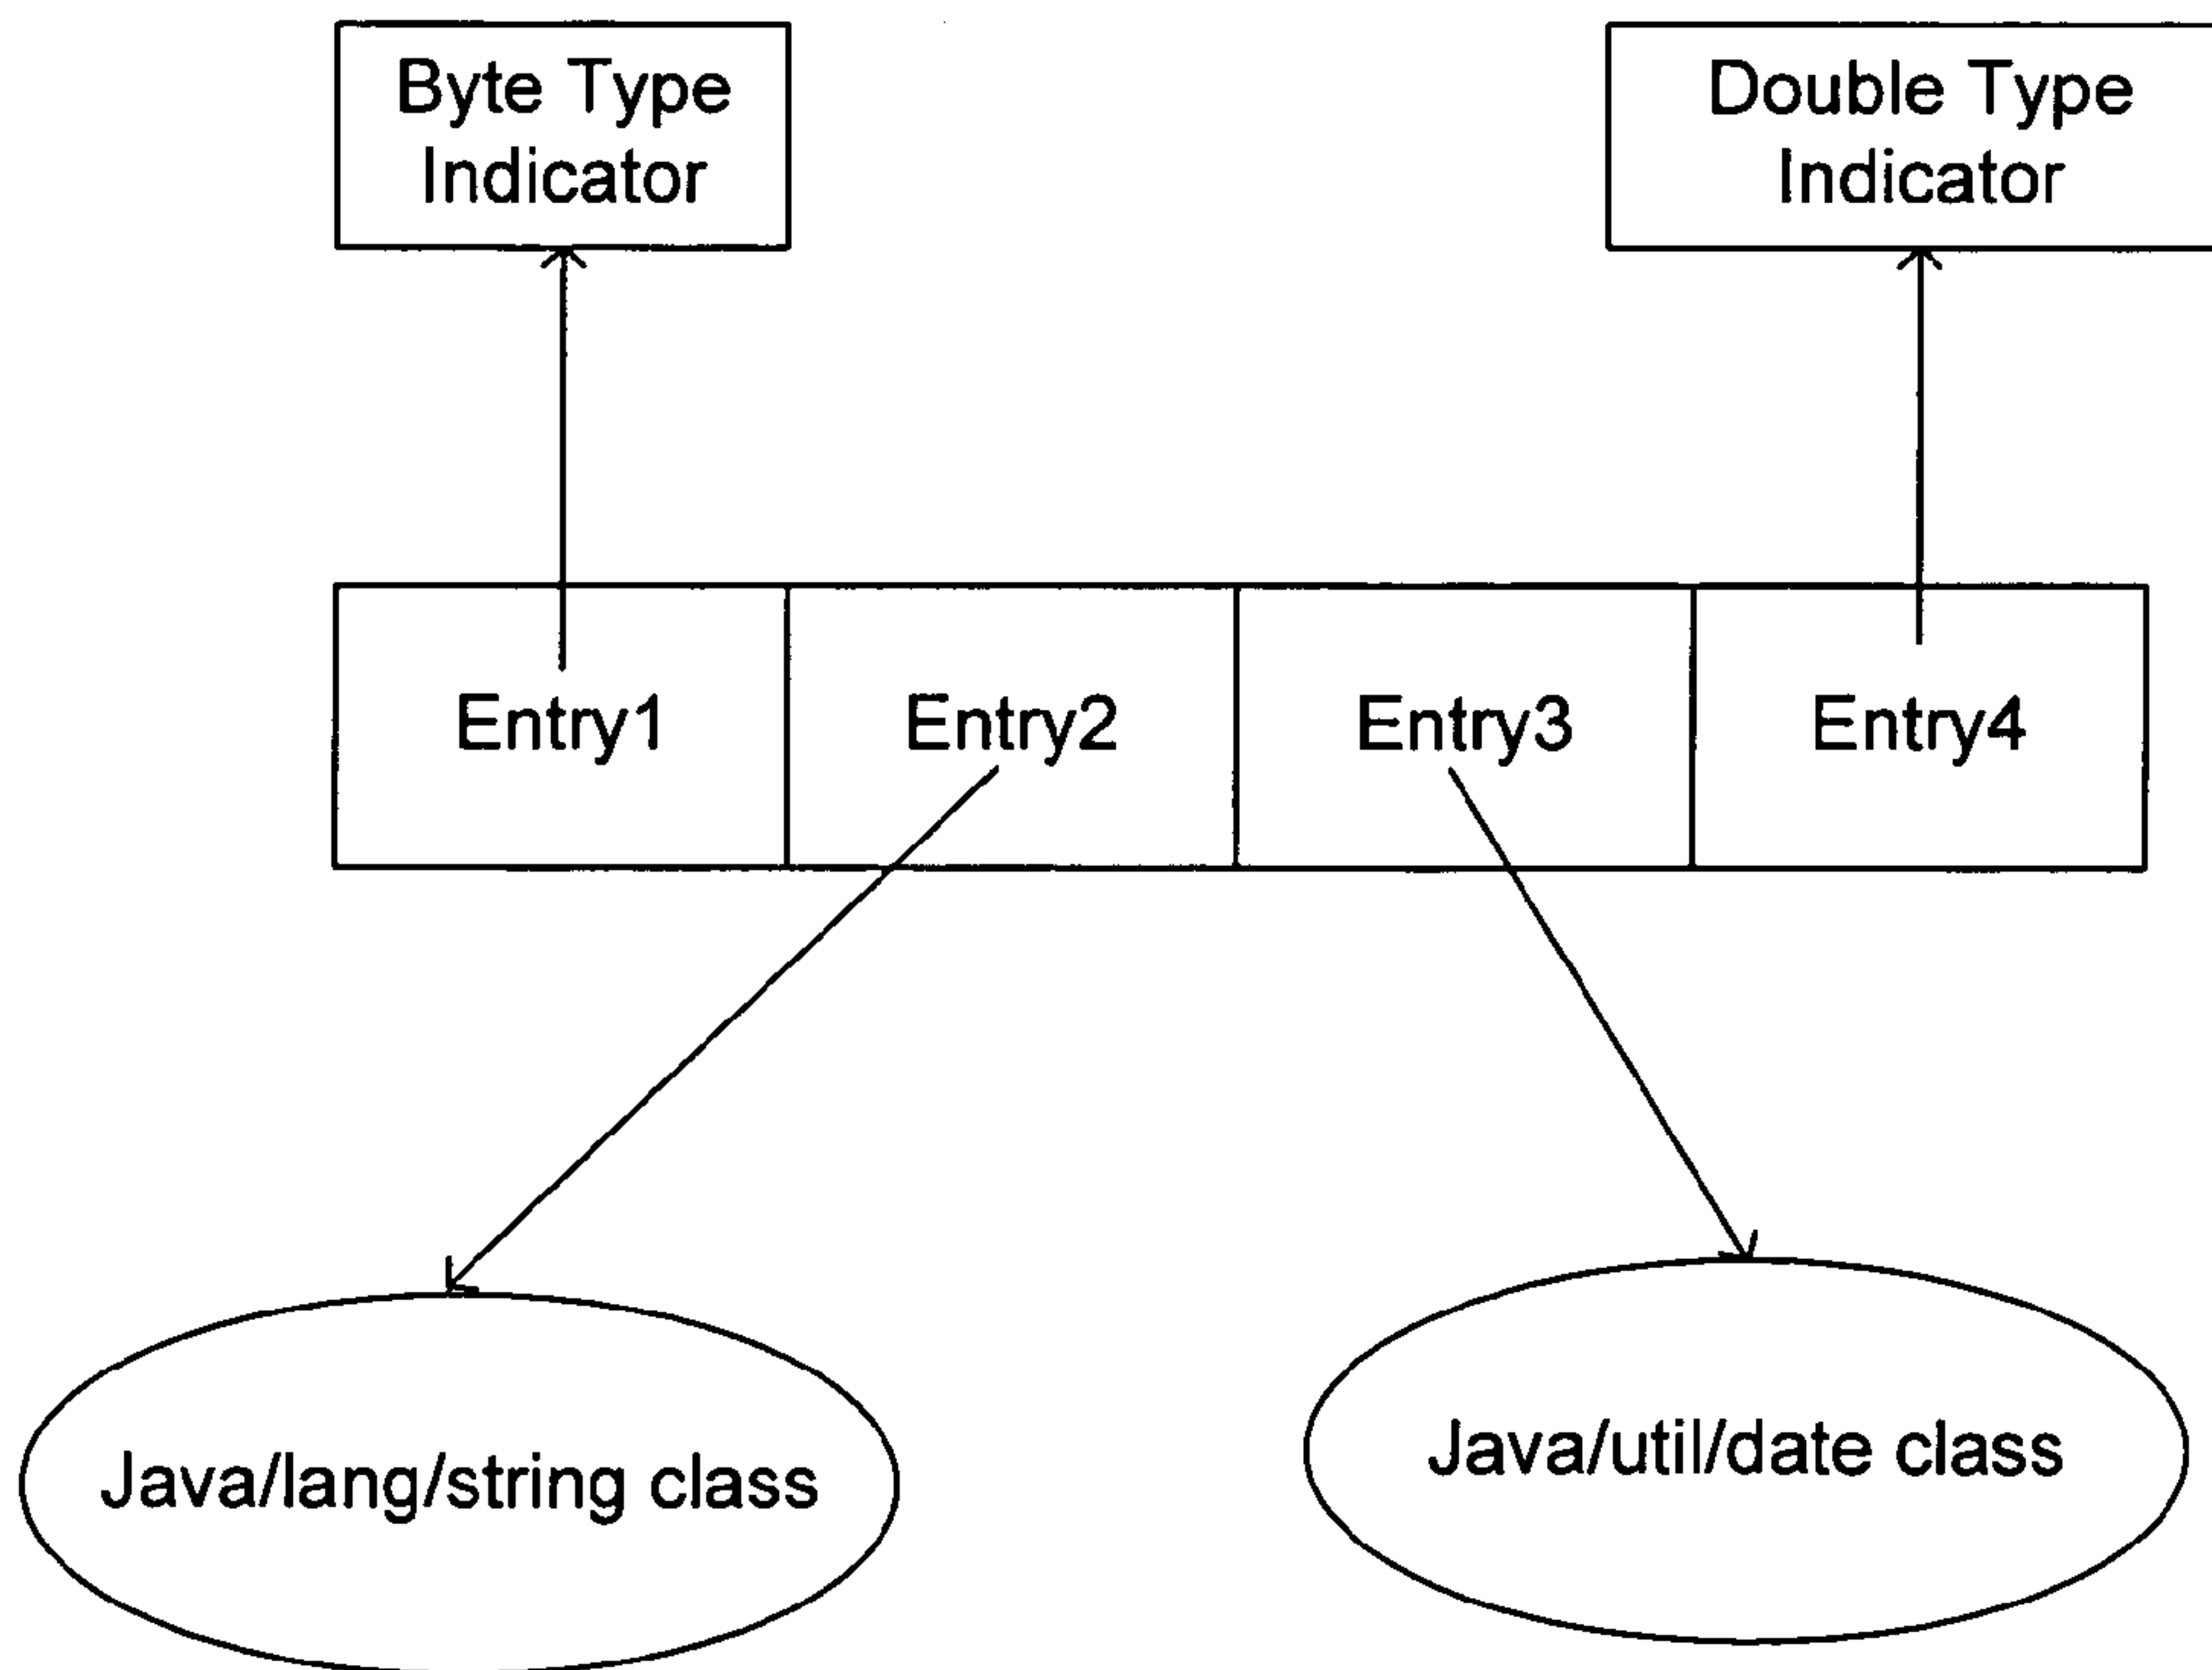 Byte Type
Indicator
Double Type
Indicator
Entry1
Entry2
Entry3
Entry4
Java/lang/string class
Java/util/date class